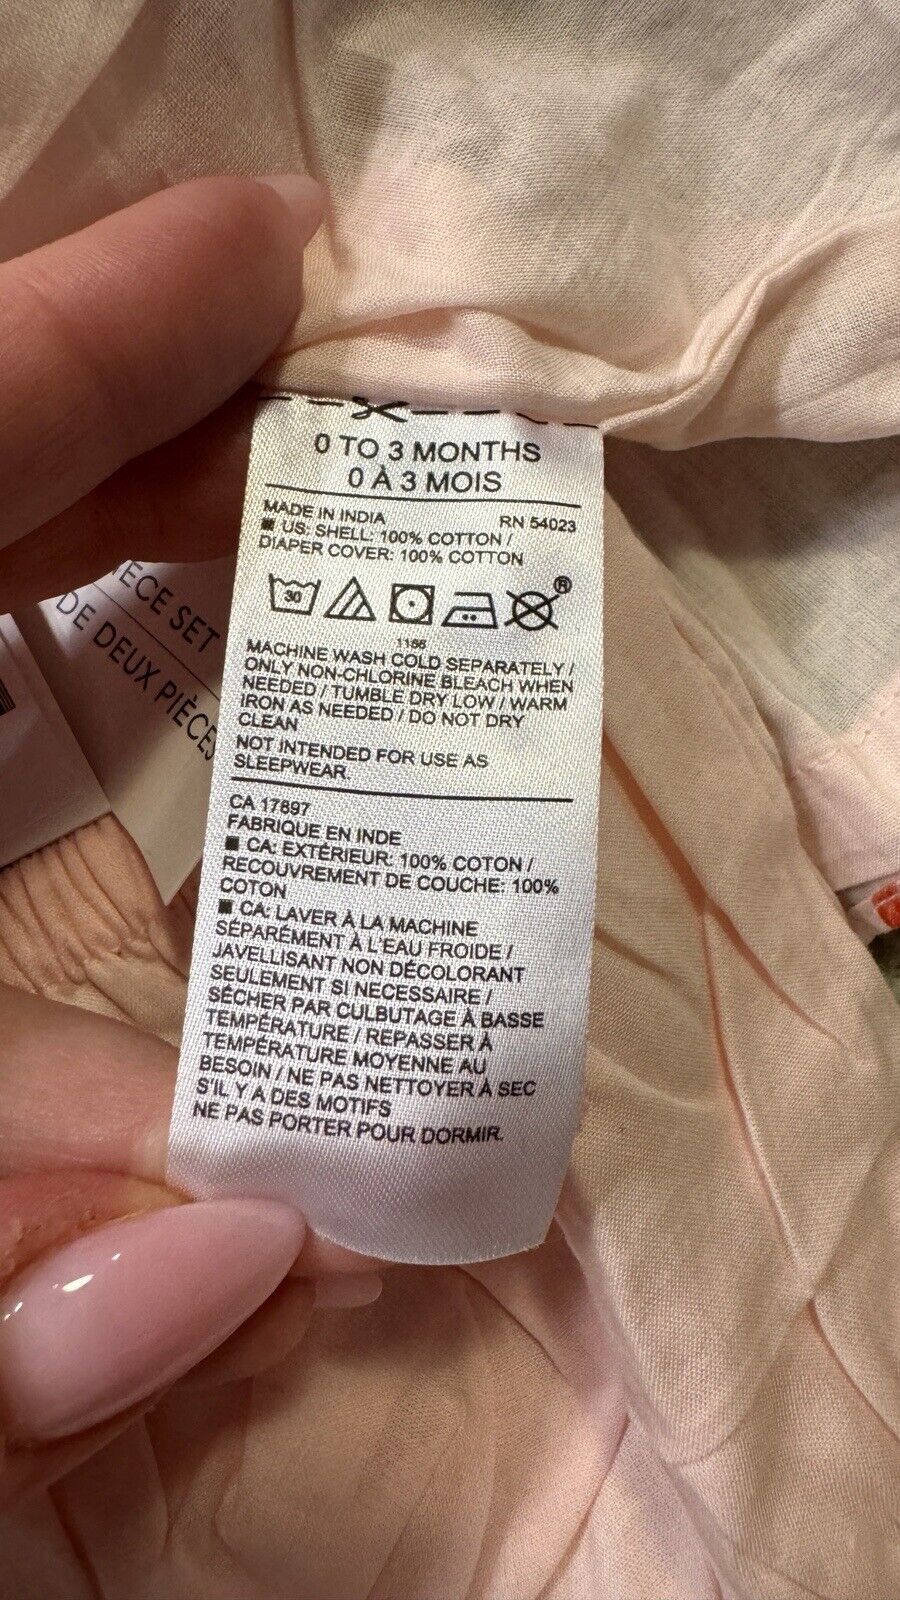 0 TO 3 MONTHS
0 À 3 MOIS
MADE IN INDIA RN 54023
■ US: SHELL: 100% COTTON /
DIAPER COVER: 100% COTTON
30
®
1156
MACHINE WASH COLD SEPARATELY /
ONLY NON-CHLORINE BLEACH WHEN
NEEDED / TUMBLE DRY LOW / WARM
IRON AS NEEDED / DO NOT DRY
CLEAN
NOT INTENDED FOR USE AS
SLEEPWEAR.
CA 17897
FABRIQUE EN INDE
■ CA: EXTÉRIEUR: 100% COTON /
RECOUVREMENT DE COUCHE: 100%
COTON
■ CA: LAVER À LA MACHINE
SÉPARÉMENT À L'EAU FROIDE /
JAVELLISANT NON DÉCOLORANT
SEULEMENT SI NECESSAIRE /
SÉCHER PAR CULBUTAGE À BASSE
TEMPÉRATURE / REPASSER À
TEMPÉRATURE MOYENNE AU
BESOIN / NE PAS NETTOYER À SEC
S'IL Y A DES MOTIFS
NE PAS PORTER POUR DORMIR.
IECE SET
DE DEUX PIÈCES